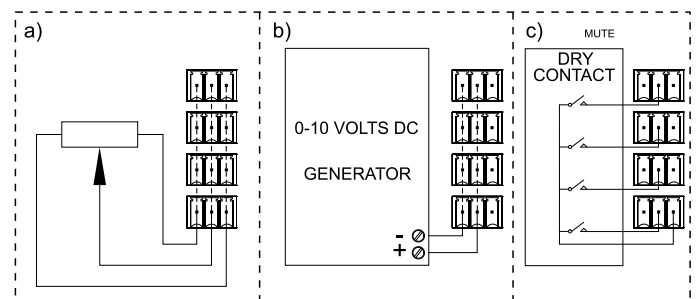 a)
b)
0-10 VOLTS DC
GENERATOR
-
+
c)
MUTE
DRY
CONTACT